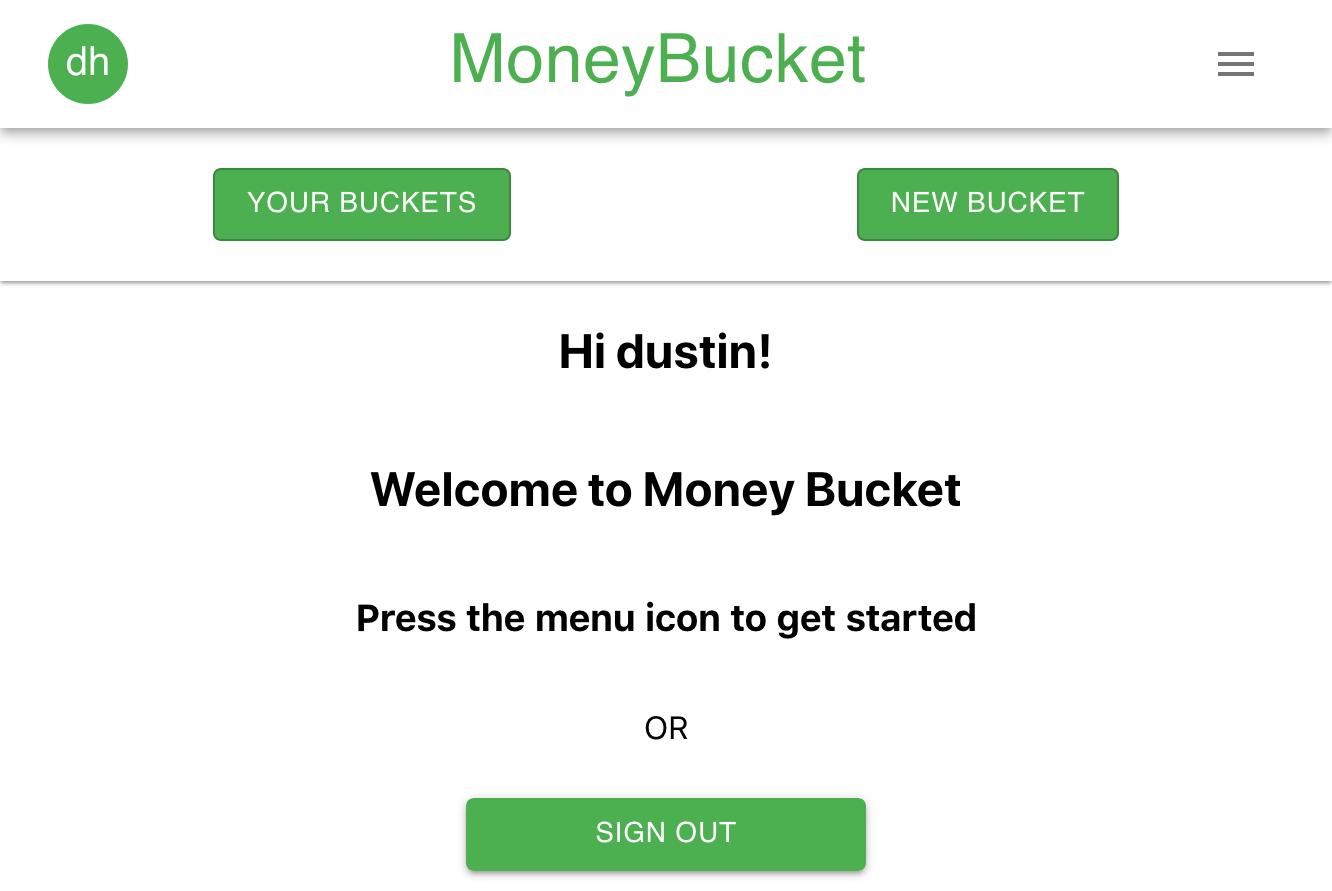 dh
MoneyBucket
YOUR BUCKETS
NEW BUCKET
Hi dustin!
Welcome to Money Bucket
Press the menu icon to get started
OR
SIGN OUT